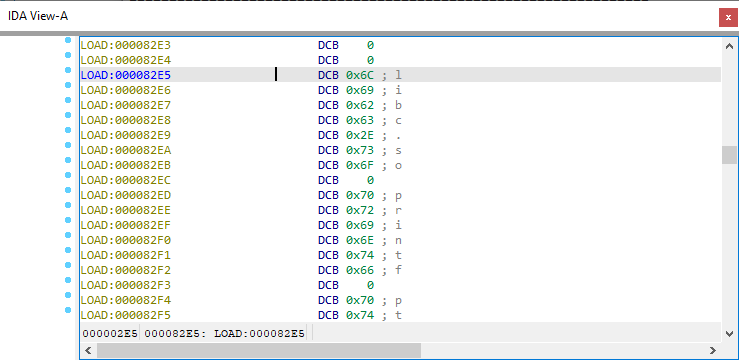 IDA View-A
x
LOAD:000082E3 DCB 0
LOAD:000082E4 DCB 0
LOAD:000082E5 DCB 0x6C ; l
LOAD:000082E6 DCB 0x69 ; i
LOAD:000082E7 DCB 0x62 ; b
LOAD:000082E8 DCB 0x63 ; c
LOAD:000082E9 DCB 0x2E ; .
LOAD:000082EA DCB 0x73 ; s
LOAD:000082EB DCB 0x6F ; o
LOAD:000082EC DCB 0
LOAD:000082ED DCB 0x70 ; p
LOAD:000082EE DCB 0x72 ; r
LOAD:000082EF DCB 0x69 ; i
LOAD:000082F0 DCB 0x6E ; n
LOAD:000082F1 DCB 0x74 ; t
LOAD:000082F2 DCB 0x66 ; f
LOAD:000082F3 DCB 0
LOAD:000082F4 DCB 0x70 ; p
LOAD:000082F5 DCB 0x74 ; t
000002E5 000082E5: LOAD:000082E5